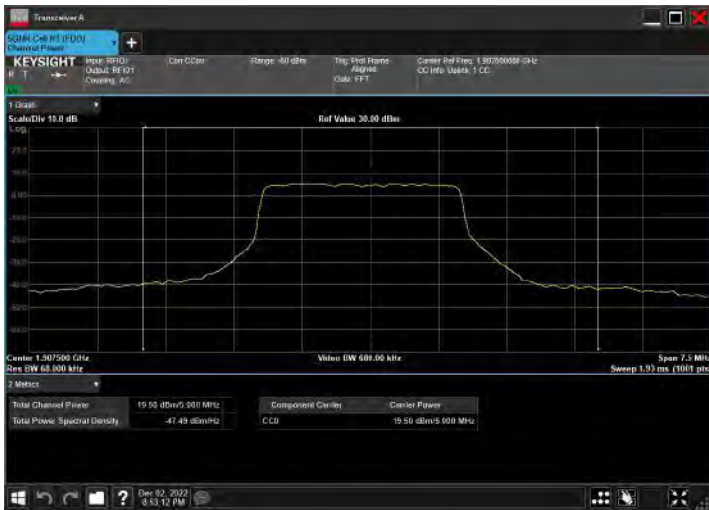 Transceiver A
5GNR-Cell N1 (FDD)
Channel Power
KEYSIGHT
Input: RFIO1
Corr CCorr
Range: -60 dBm
Trig: Prot Frame
Carrier Ref Freq: 1.907500000 GHz
R T
Output: RFIO1
Aligned
CC Info: Uplink, 1 CC
Coupling: AC
Gate: FFT
1 Graph
Scale/Div 10.0 dB
Ref Value 30.00 dBm
Log
Center 1.907500 GHz
Video BW 680.00 kHz
Span 7.5 MHz
Res BW 68.000 kHz
Sweep 1.93 ms (1001 pts
2 Metrics
Total Channel Power
19.50 dBm/5.000 MHz
Component Carrier
Carrier Power
Total Power Spectral Density
-47.49 dBm/Hz
CC0
19.50 dBm/5.000 MHz
?
Dec 02, 2022
8:53:12 PM